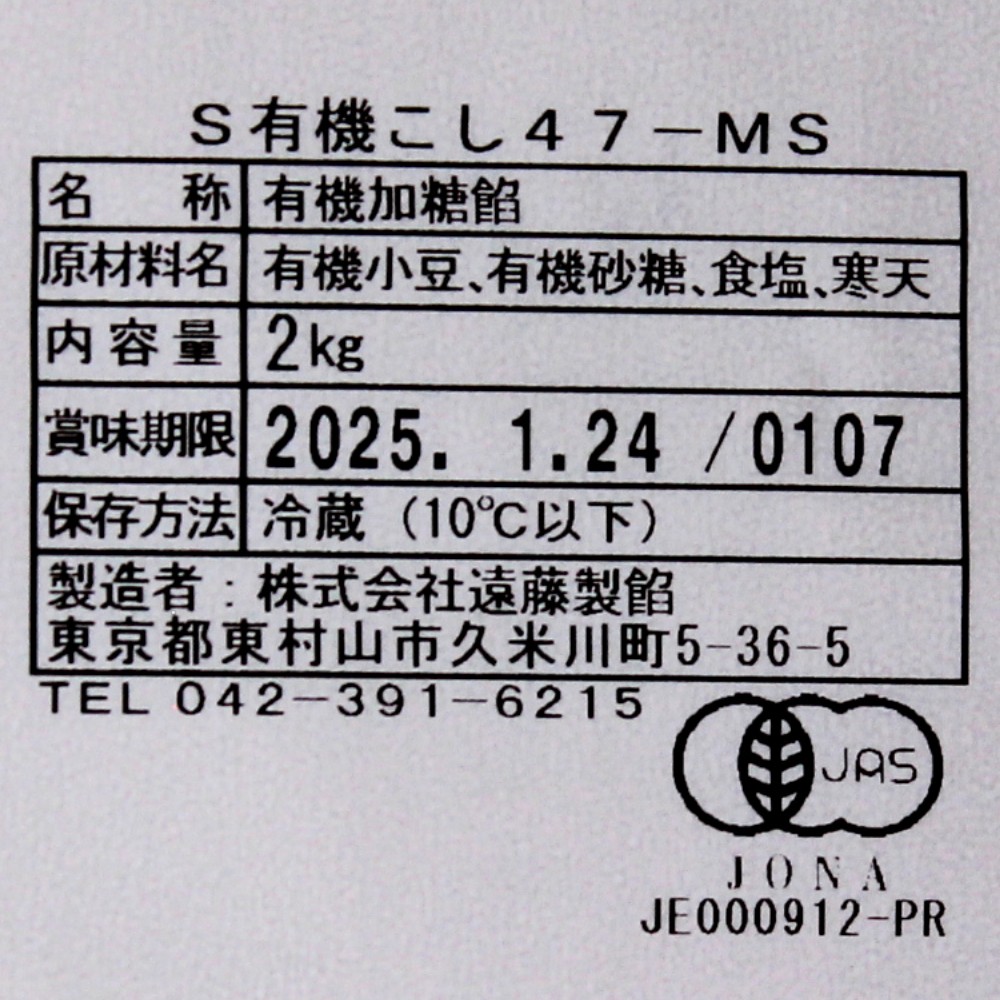 S有機こし47-MS
名称 有機加糖餡
原材料名 有機小豆、有機砂糖、食塩、寒天
内容量 2kg
賞味期限 2025. 1.24 /0107
保存方法 冷蔵 (10℃以下)
製造者:株式会社遠藤製餡
東京都東村山市久米川町5-36-5
TEL 042-391-6215
JAS
JONA
JE000912-PR